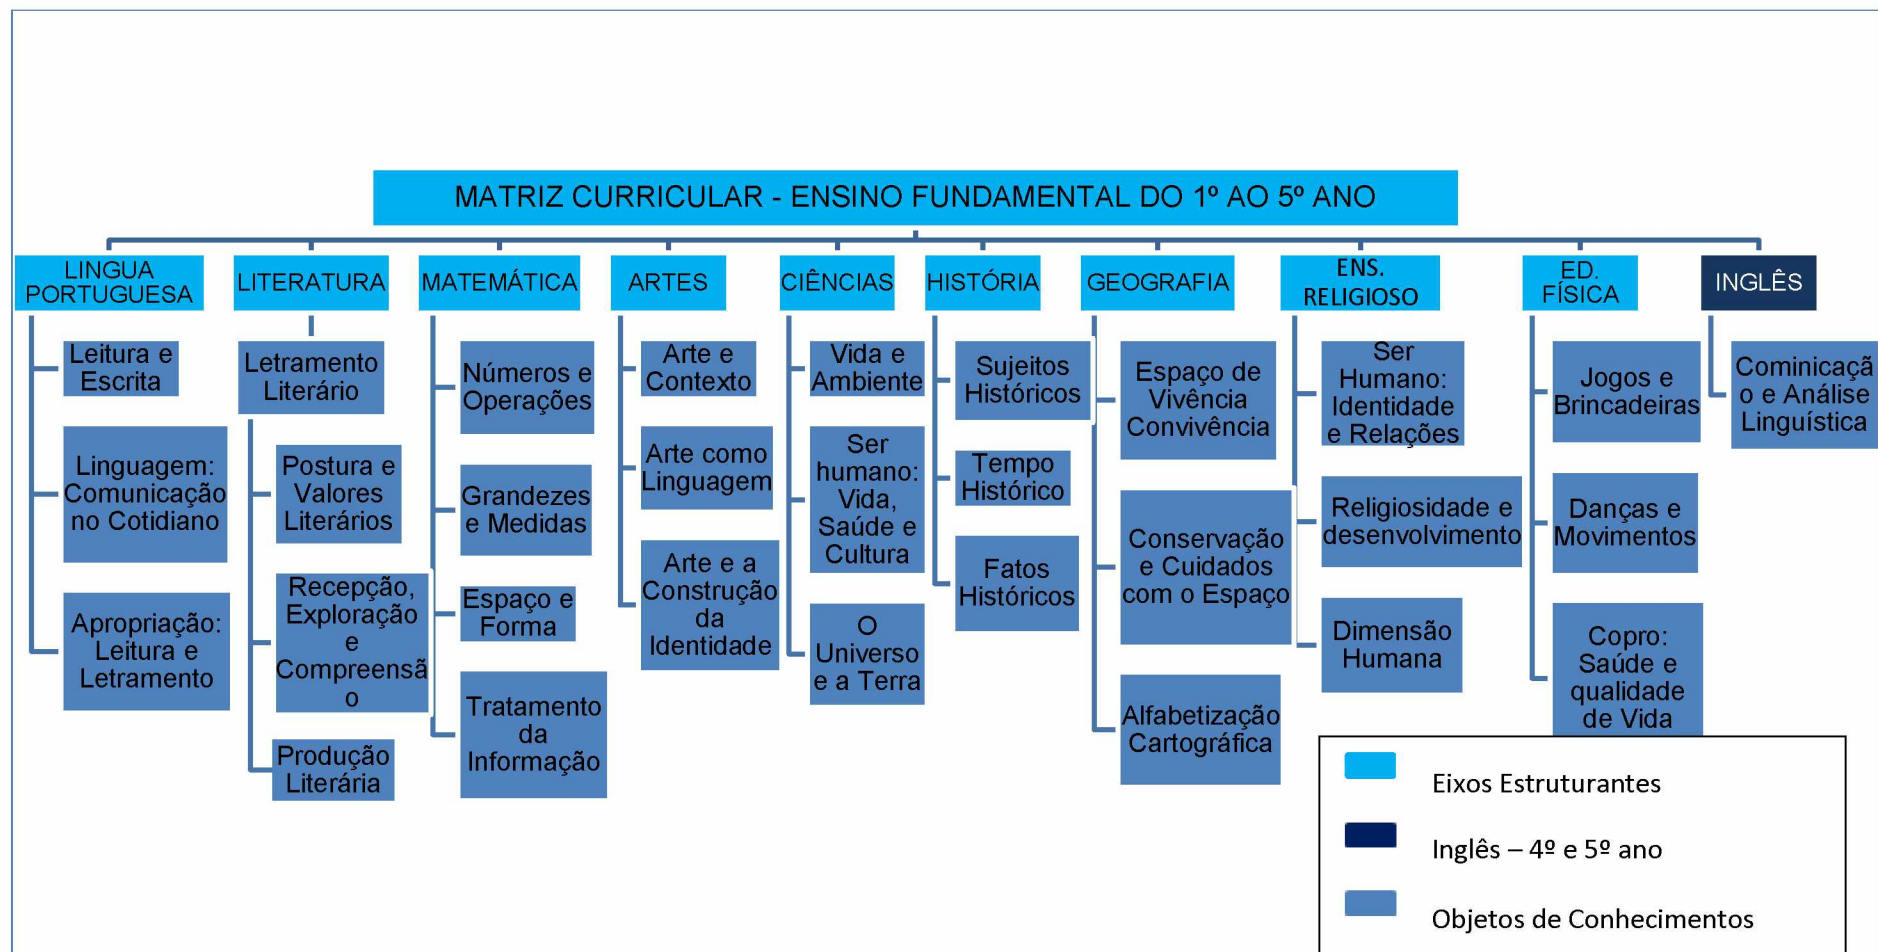 MATRIZ CURRICULAR - ENSINO FUNDAMENTAL DO 1º AO 5º ANO
LINGUA
PORTUGUESA
Leitura e
Escrita
Linguagem:
Comunicação
no Cotidiano
Apropriação:
Leitura e
Letramento
LITERATURA
Letramento
Literário
Postura e
Valores
Literários
Recepção,
Exploração
e
Compreensã
o
Produção
Literária
MATEMÁTICA
Números e
Operações
Grandezes
e Medidas
Espaço e
Forma
Tratamento
da
Informação
ARTES
Arte e
Contexto
Arte como
Linguagem
Arte e a
Construção
da
Identidade
CIÊNCIAS
Vida e
Ambiente
Ser
humano:
Vida,
Saúde e
Cultura
O
Universo
e a Terra
HISTÓRIA
Sujeitos
Históricos
Tempo
Histórico
Fatos
Históricos
GEOGRAFIA
Espaço de
Vivência
Convivência
Conservação
e Cuidados
com o Espaço
Alfabetização
Cartográfica
ENS.
RELIGIOSO
Ser
Humano:
Identidade
e Relações
Religiosidade e
desenvolvimento
Dimensão
Humana
ED.
FÍSICA
Jogos e
Brincadeiras
Danças e
Movimentos
Copro:
Saúde e
qualidade
de Vida
INGLÊS
Cominicaçã
o e Análise
Linguística
Eixos Estruturantes
Inglês – 4º e 5º ano
Objetos de Conhecimentos